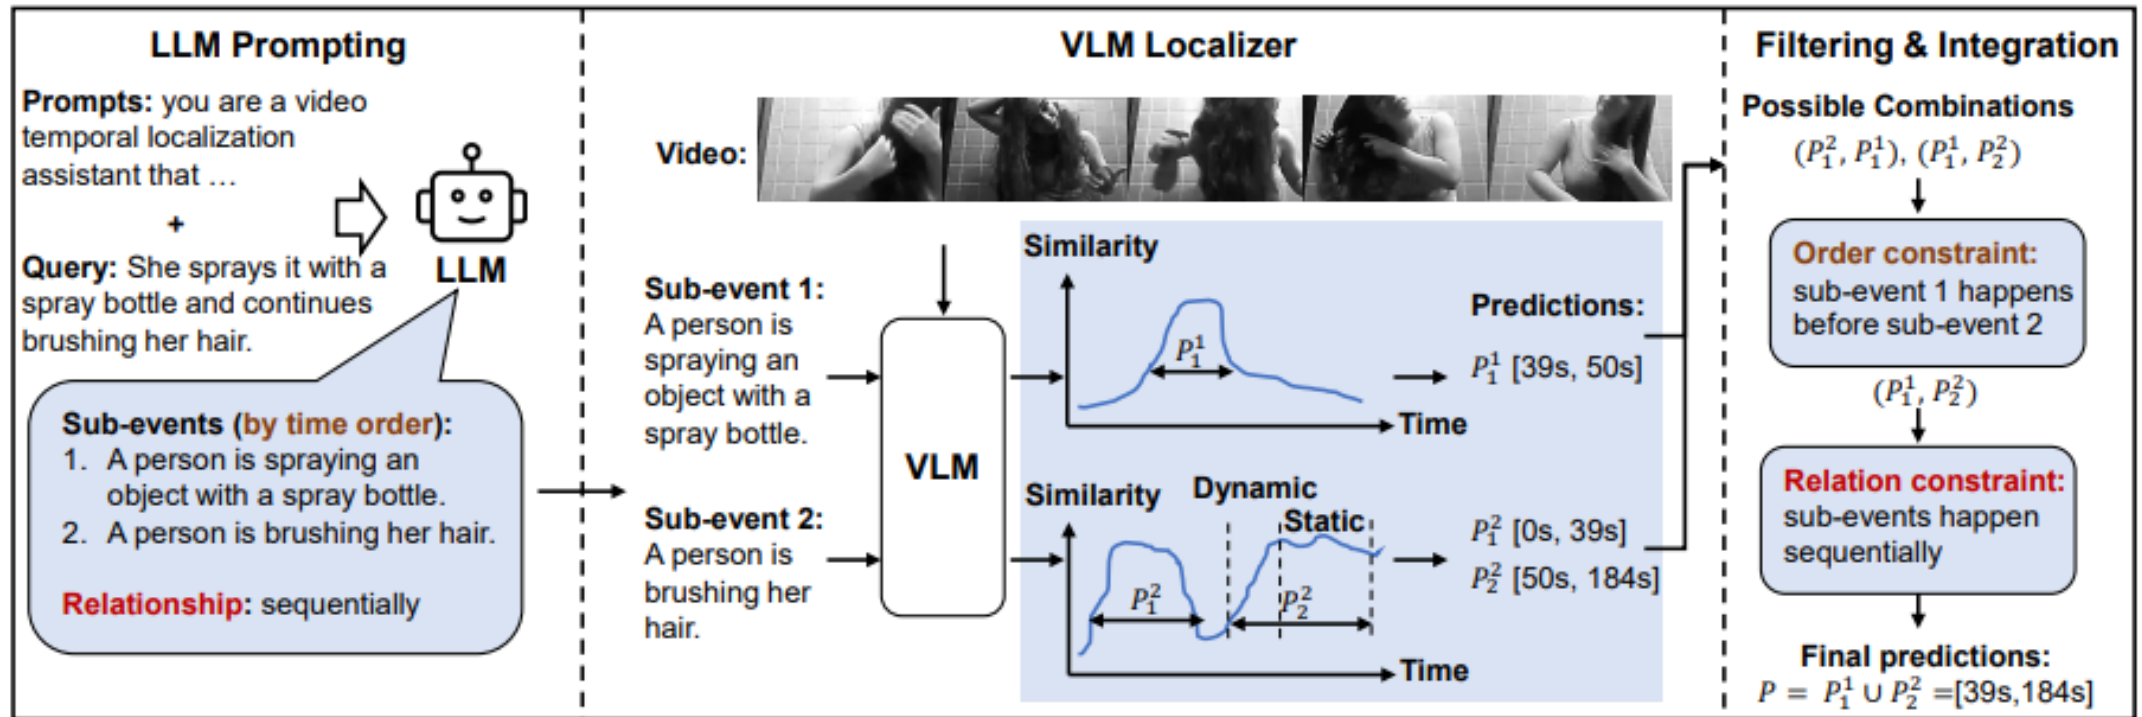 LLM Prompting
Prompts: you are a video
temporal localization
assistant that …
+
Query: She sprays it with a
spray bottle and continues
brushing her hair.
LLM
Sub-events (by time order):
1. A person is spraying an
object with a spray bottle.
2. A person is brushing her hair.
Relationship: sequentially
VLM Localizer
Video:
Sub-event 1:
A person is
spraying an
object with a
spray bottle.
Sub-event 2:
A person is
brushing her
hair.
VLM
Similarity
P₁¹
Time
Similarity
Dynamic
Static
P₁²
P₂²
Time
Predictions:
P₁¹ [39s, 50s]
P₁² [0s, 39s]
P₂² [50s, 184s]
Filtering & Integration
Possible Combinations
(P₁², P₁¹), (P₁¹, P₂²)
Order constraint:
sub-event 1 happens
before sub-event 2
(P₁¹, P₂²)
Relation constraint:
sub-events happen
sequentially
Final predictions:
P = P₁¹ ∪ P₂² =[39s,184s]